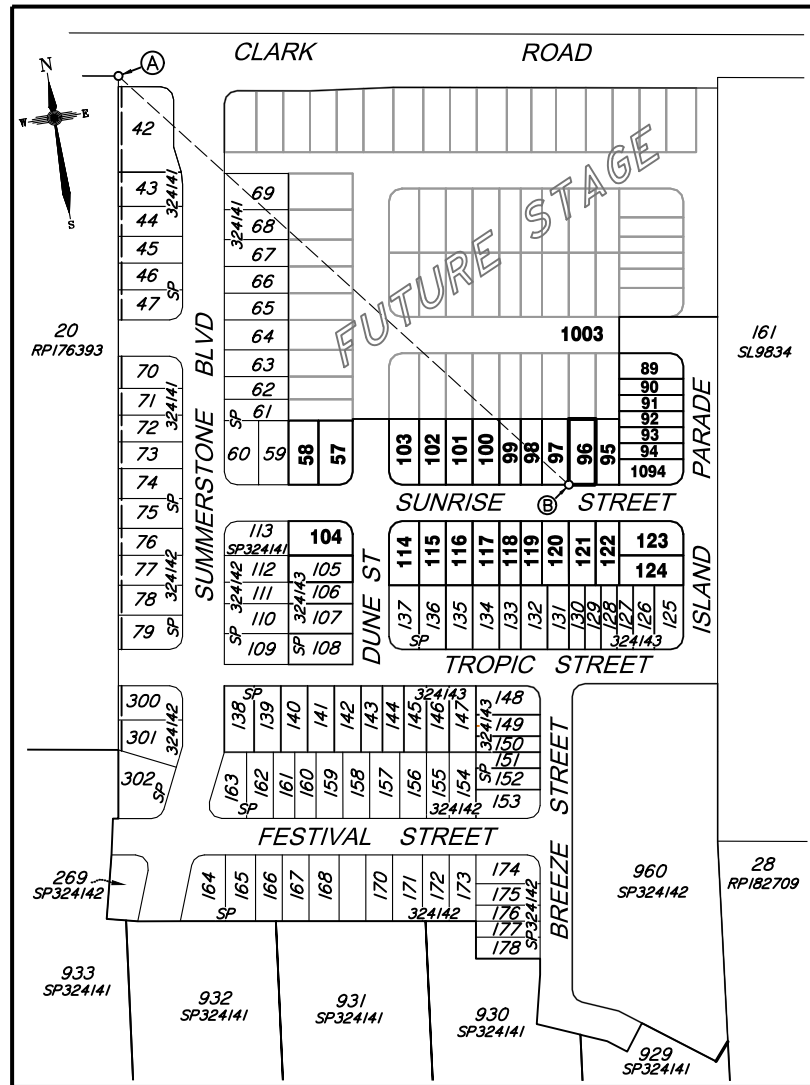 CLARK ROAD
A
N
W E
S
42
43
44
45
46
47
324141
SP
20
RP176393
69
68
67
66
65
64
63
62
61
60 59 58 57
324141
SP
FUTURE STAGE
1003
161
SL9834
89
90
91
92
93
94
1094
103 102 101 100 99 98 97 96 95
B
SUNRISE STREET
SUMMERSTONE BLVD
DUNE ST
ISLAND PARADE
70
71
72
73
74
75
76
77
78
79
324141
SP
324142
SP
113
SP324141
112
111
110
109
324142
SP
104
105
106
107
108
324143
SP
114 115 116 117 118 119 120 121 122
123
124
137 136 135 134 133 132 131 130 129 128 127 126 125
SP 324143
TROPIC STREET
300
301
302
324142
SP
138 139 140 141 142 143 144 145 146 147
SP 324143
148
149
150
324143
151
152
153
SP
163 162 161 160 159 158 157 156 155 154
SP 324142
FESTIVAL STREET
BREEZE STREET
269
SP324142
164 165 166 167 168 170 171 172 173
SP 324142
174
175
176
177
178
SP324142
960
SP324142
28
RP182709
933
SP324141
932
SP324141
931
SP324141
930
SP324141
929
SP324141